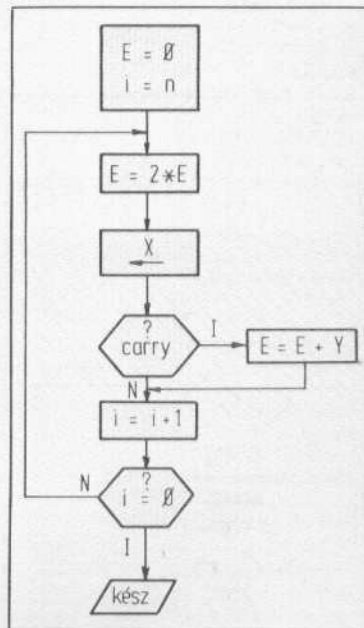 E = Ø
i = n
E = 2*E
X
?
carry
I
E = E + Y
N
i = i+1
?
i = Ø
N
I
kész